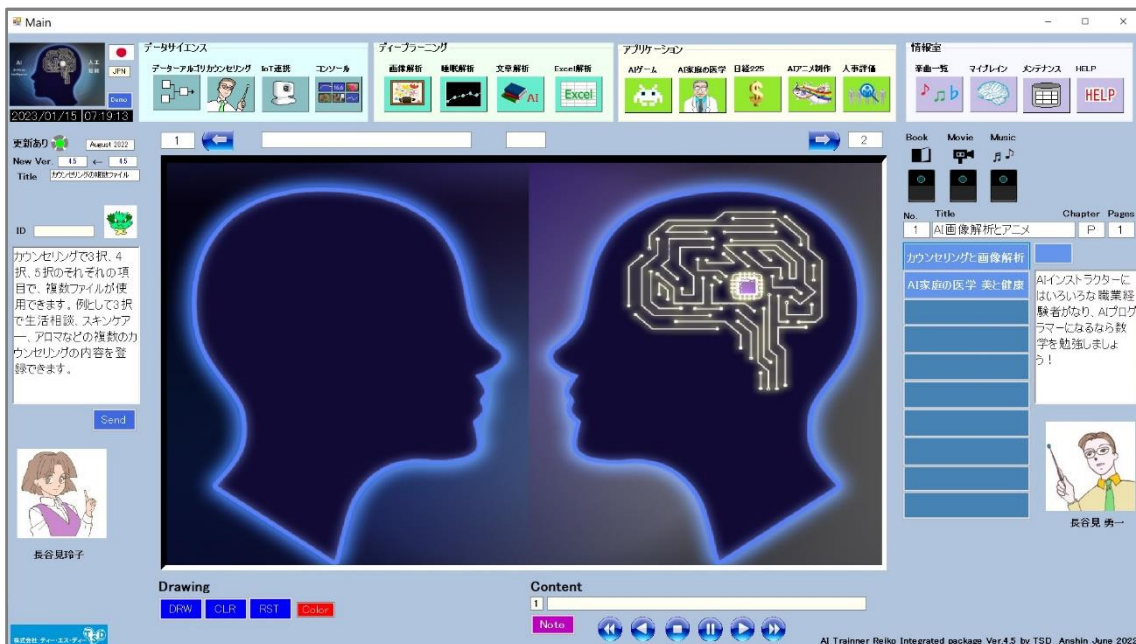 Main
データサイエンス
ディープラーニング
アプリケーション
情報室
データーアルゴリ
カウンセリング
IoT連携
コンソール
画像解析
睡眠解析
文章解析
Excel解析
AIゲーム
AI家庭の医学
日経225
AIアニメ制作
人事評価
楽曲一覧
マイブレイン
メンテナンス
HELP
AI
人工
知能
JPN
Demo
AI
Excel
HELP
2023/01/15 07:19:13
更新あり
August 2022
New Ver. 4.5 ← 4.5
Title カウンセリングの複数ファイル
ID
カウンセリングで3択、4
択、5択のそれぞれの項
目で、複数ファイルが使
用できます。例として3択
で生活相談、スキンケア
ー、アロマなどの複数のカ
ウンセリングの内容を登
録できます。
Send
長谷見玲子
1
2
Book Movie Music
No. Title Chapter Pages
1 AI画像解析とアニメ P 1
カウンセリングと画像解析
AI家庭の医学 美と健康
AIインストラクターに
はいろいろな職業経
験者がなり、AIプログ
ラマーになるなら数
学を勉強しましょ
う！
長谷見 勇一
Drawing
DRW CLR RST Color
Content
1
Note
株式会社 ティー・エス・ディー
AI Trainner Reiko Integrated package Ver.4.5 by TSD Anshin June 2022